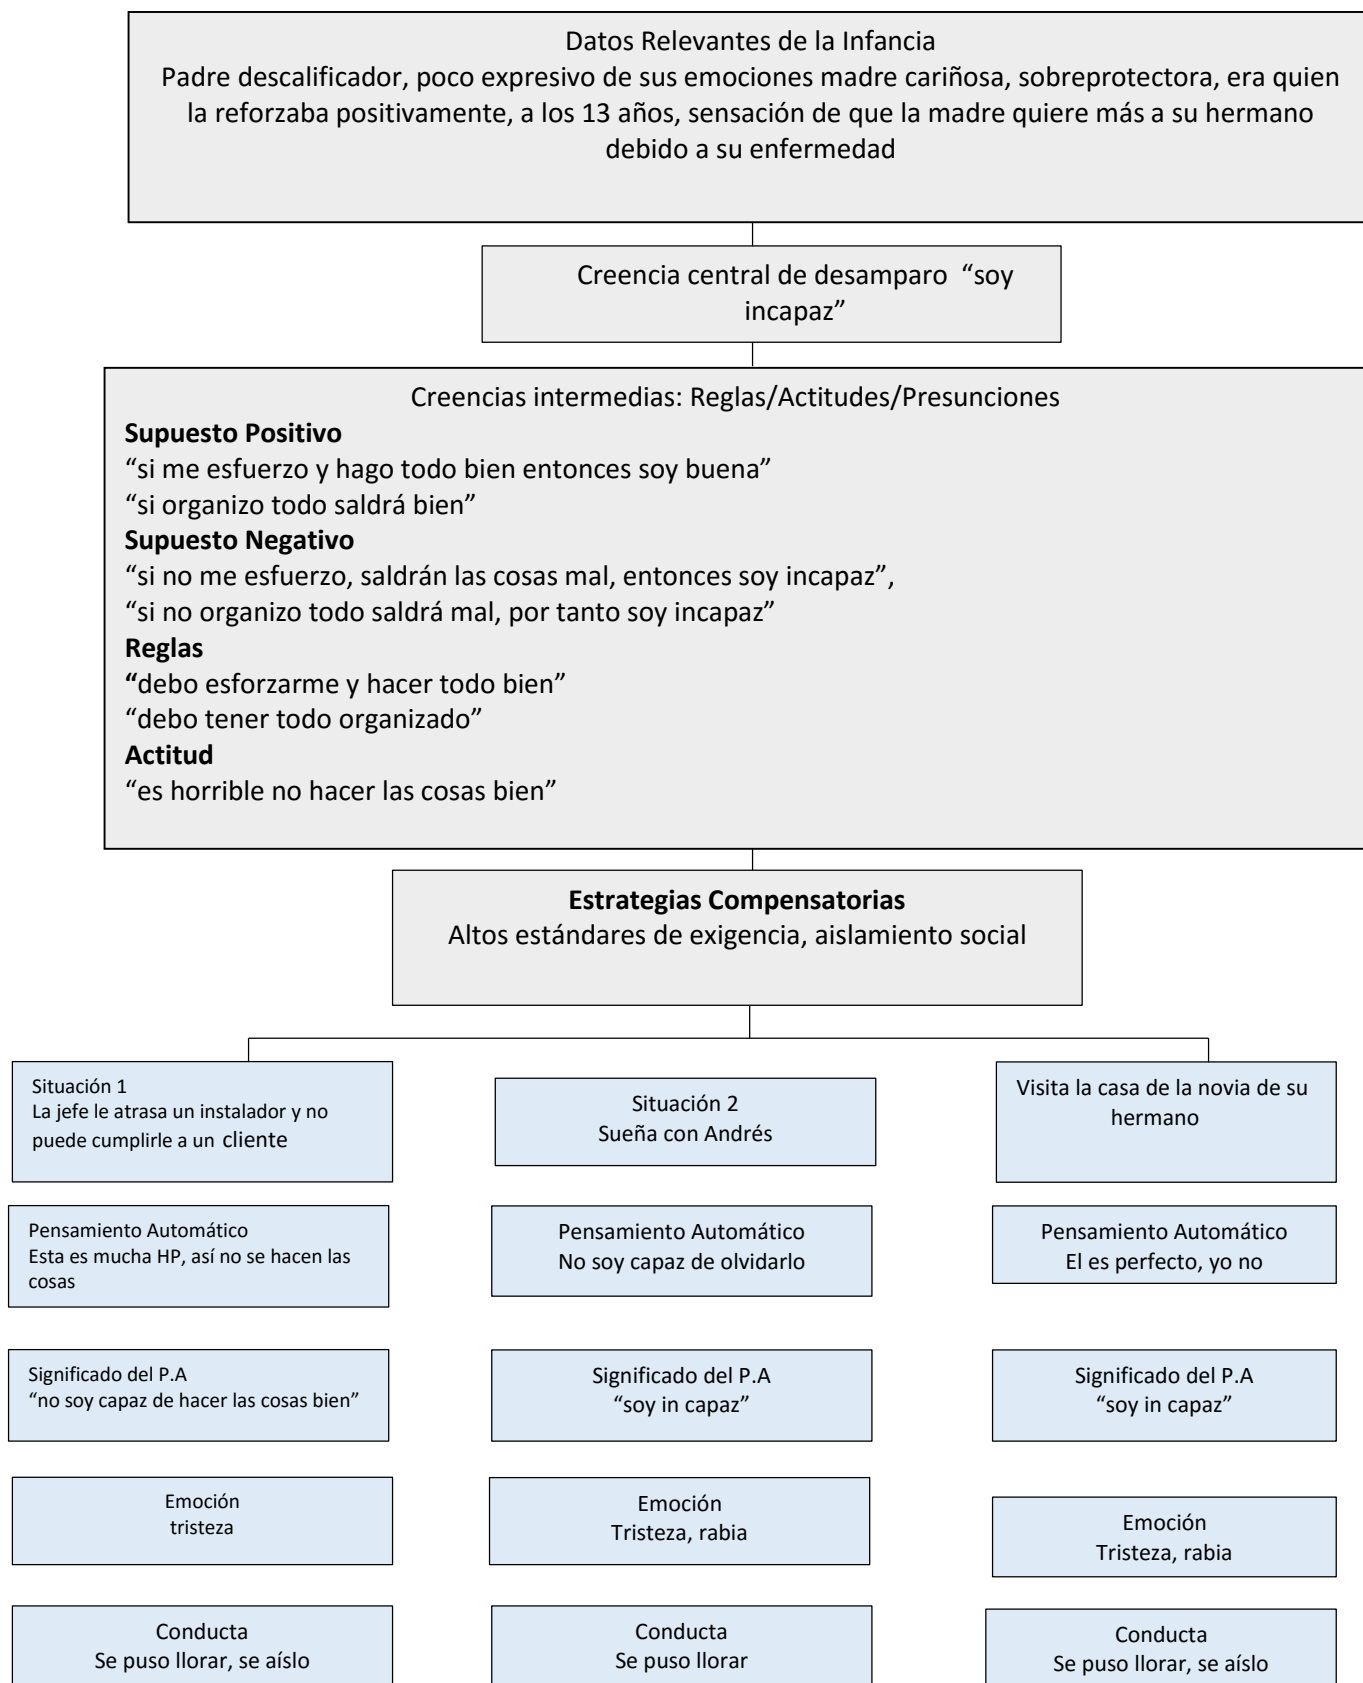 Datos Relevantes de la Infancia
Padre descalificador, poco expresivo de sus emociones madre cariñosa, sobreprotectora, era quien
la reforzaba positivamente, a los 13 años, sensación de que la madre quiere más a su hermano
debido a su enfermedad
Creencia central de desamparo “soy
incapaz”
Creencias intermedias: Reglas/Actitudes/Presunciones
Supuesto Positivo
“si me esfuerzo y hago todo bien entonces soy buena”
“si organizo todo saldrá bien”
Supuesto Negativo
“si no me esfuerzo, saldrán las cosas mal, entonces soy incapaz”,
“si no organizo todo saldrá mal, por tanto soy incapaz”
Reglas
“debo esforzarme y hacer todo bien”
“debo tener todo organizado”
Actitud
“es horrible no hacer las cosas bien”
Estrategias Compensatorias
Altos estándares de exigencia, aislamiento social
Situación 1
La jefe le atrasa un instalador y no
puede cumplirle a un cliente
Situación 2
Sueña con Andrés
Visita la casa de la novia de su
hermano
Pensamiento Automático
Esta es mucha HP, así no se hacen las
cosas
Pensamiento Automático
No soy capaz de olvidarlo
Pensamiento Automático
El es perfecto, yo no
Significado del P.A
“no soy capaz de hacer las cosas bien”
Significado del P.A
“soy in capaz”
Significado del P.A
“soy in capaz”
Emoción
tristeza
Emoción
Tristeza, rabia
Emoción
Tristeza, rabia
Conducta
Se puso llorar, se aíslo
Conducta
Se puso llorar
Conducta
Se puso llorar, se aíslo